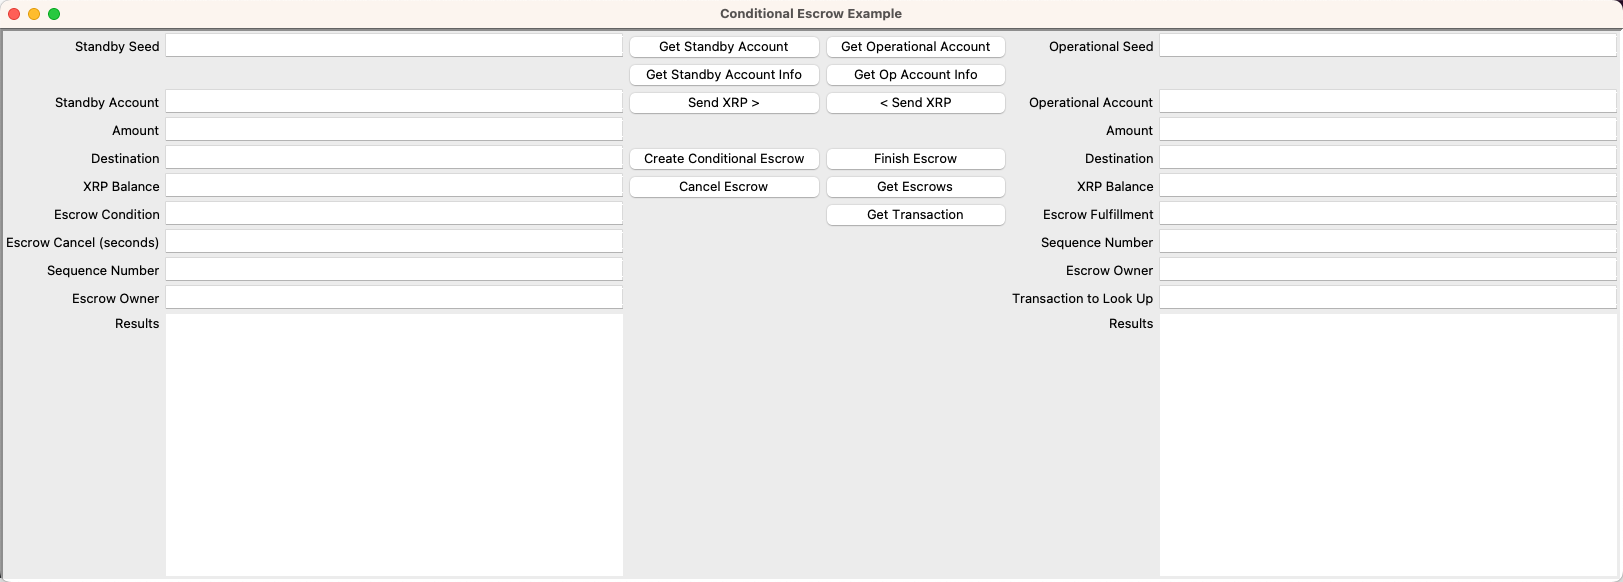 Conditional Escrow Example
Standby Seed
Get Standby Account
Get Operational Account
Operational Seed
Get Standby Account Info
Get Op Account Info
Standby Account
Send XRP >
< Send XRP
Operational Account
Amount
Amount
Destination
Create Conditional Escrow
Finish Escrow
Destination
XRP Balance
Cancel Escrow
Get Escrows
XRP Balance
Escrow Condition
Get Transaction
Escrow Fulfillment
Escrow Cancel (seconds)
Sequence Number
Sequence Number
Escrow Owner
Escrow Owner
Transaction to Look Up
Results
Results